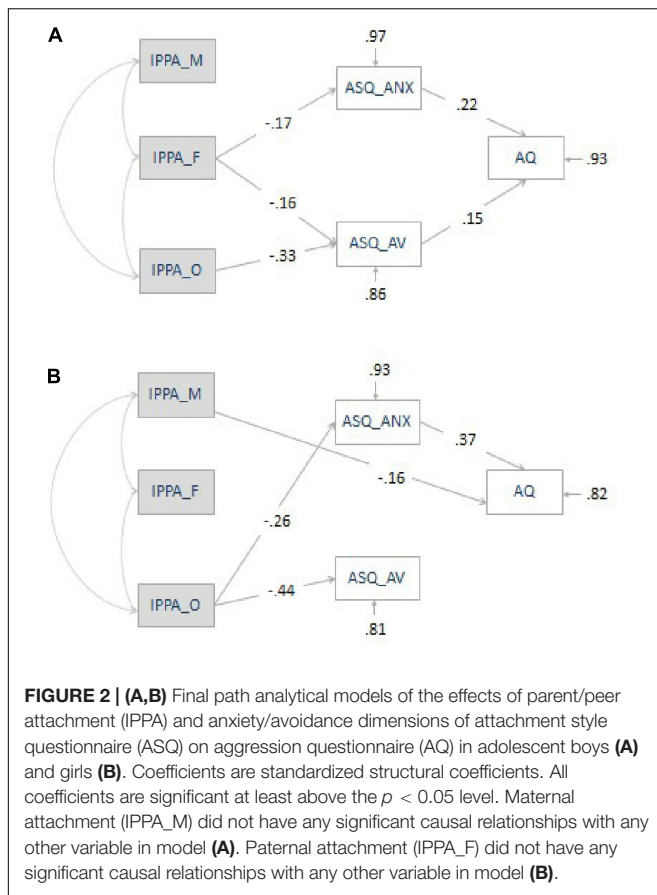 A
IPPA_M
.97
ASQ_ANX
-.17
.22
IPPA_F
AQ
.93
-.16
.15
ASQ_AV
-.33
IPPA_O
.86
B
.93
IPPA_M
ASQ_ANX
.37
-.16
AQ
.82
IPPA_F
-.26
ASQ_AV
-.44
IPPA_O
.81
FIGURE 2 | (A,B) Final path analytical models of the effects of parent/peer
attachment (IPPA) and anxiety/avoidance dimensions of attachment style
questionnaire (ASQ) on aggression questionnaire (AQ) in adolescent boys (A)
and girls (B). Coefficients are standardized structural coefficients. All
coefficients are significant at least above the p < 0.05 level. Maternal
attachment (IPPA_M) did not have any significant causal relationships with any
other variable in model (A). Paternal attachment (IPPA_F) did not have any
significant causal relationships with any other variable in model (B).